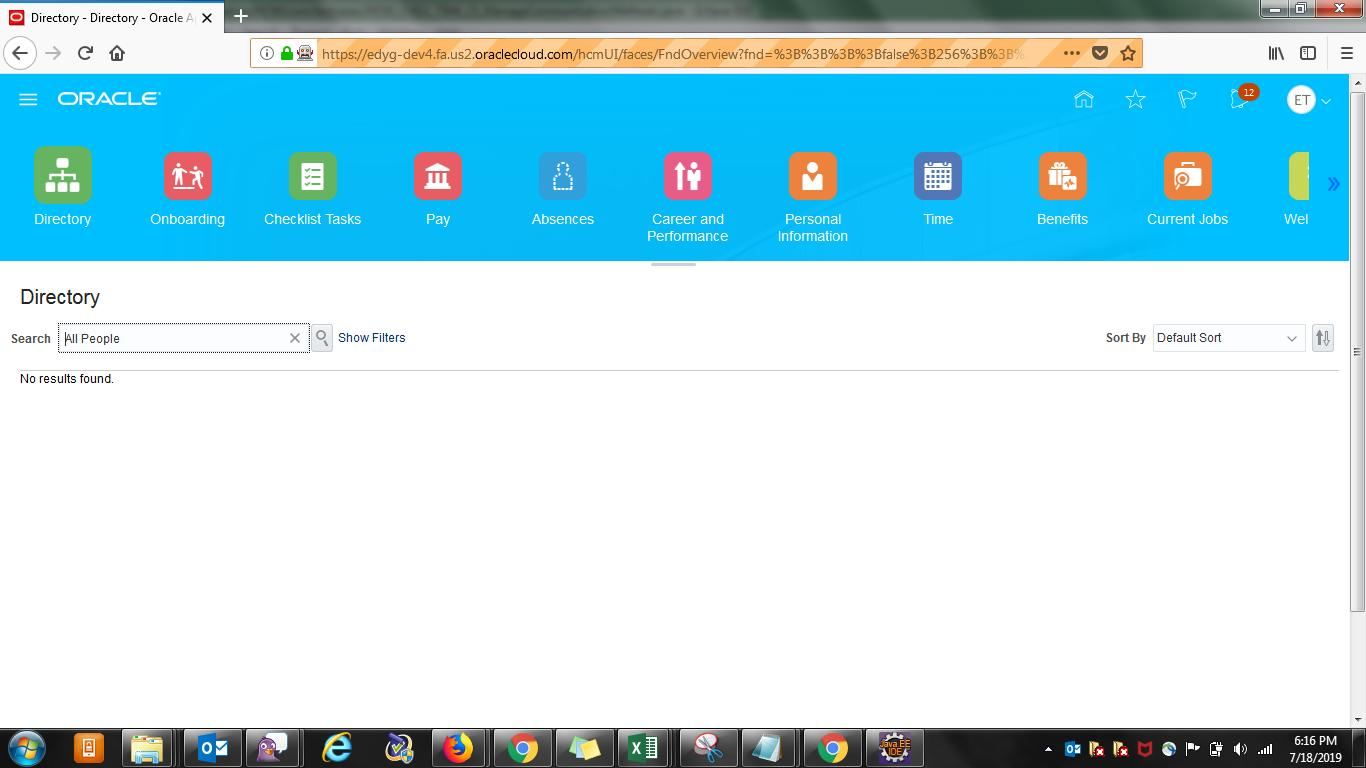 Directory - Directory - Oracle A
https://edyg-dev4.fa.us2.oraclecloud.com/hcmUI/faces/FndOverview?fnd=%3B%3B%3B%3Bfalse%3B256%3B%3B%
ORACLE
12
ET
Directory
Onboarding
Checklist Tasks
Pay
Absences
Career and
Performance
Personal
Information
Time
Benefits
Current Jobs
Wel
Directory
Search
All People
Show Filters
Sort By
Default Sort
No results found.
Java EE
IDE
6:16 PM
7/18/2019